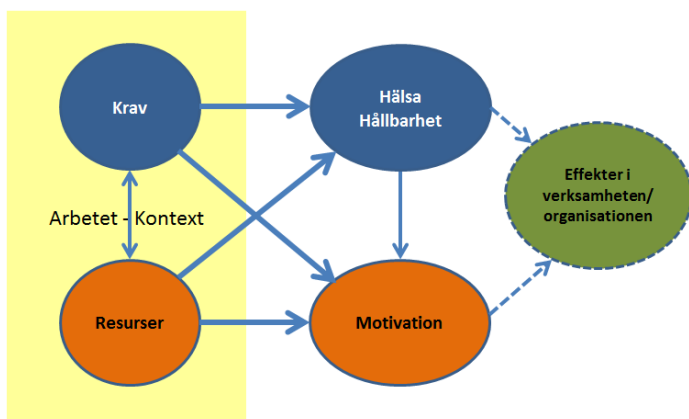 Krav
Hälsa
Hållbarhet
Effekter i
verksamheten/
organisationen
Arbetet - Kontext
Resurser
Motivation